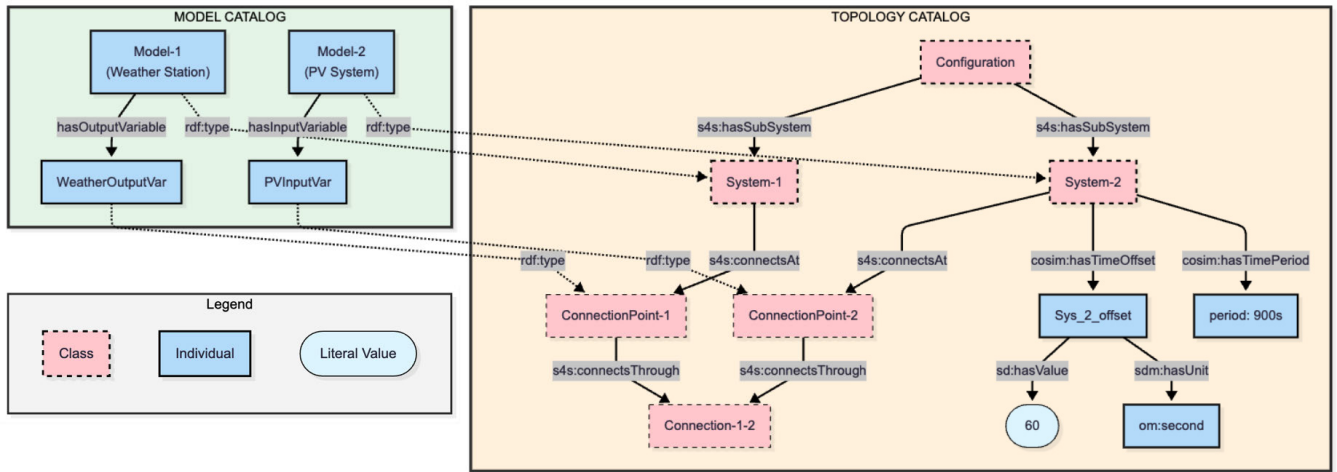 MODEL CATALOG
Model-1
(Weather Station)
Model-2
(PV System)
hasOutputVariable
rdf:type
hasInputVariable
rdf:type
WeatherOutputVar
PVInputVar
TOPOLOGY CATALOG
Configuration
s4s:hasSubSystem
s4s:hasSubSystem
System-1
System-2
rdf:type
rdf:type
s4s:connectsAt
s4s:connectsAt
cosim:hasTimeOffset
cosim:hasTimePeriod
ConnectionPoint-1
ConnectionPoint-2
Sys_2_offset
period: 900s
s4s:connectsThrough
s4s:connectsThrough
sd:hasValue
sdm:hasUnit
Connection-1-2
60
om:second
Legend
Class
Individual
Literal Value